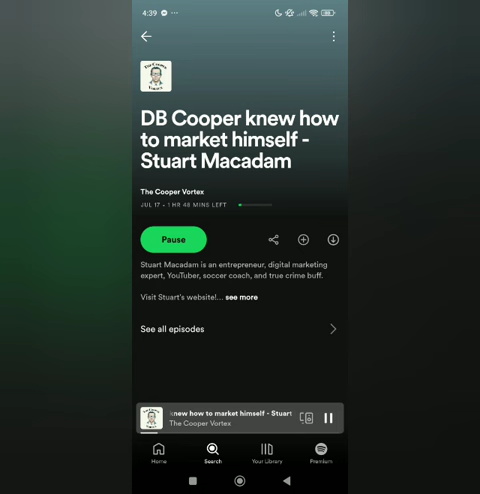 4:39
The Cooper
Vortex
DB Cooper knew how
to market himself -
Stuart Macadam
The Cooper Vortex
JUL 17 • 1 HR 48 MINS LEFT
Pause
Stuart Macadam is an entrepreneur, digital marketing
expert, YouTuber, soccer coach, and true crime buff.
Visit Stuart's website!... see more
See all episodes
knew how to market himself - Stuart
The Cooper Vortex
Home
Search
Your Library
Premium